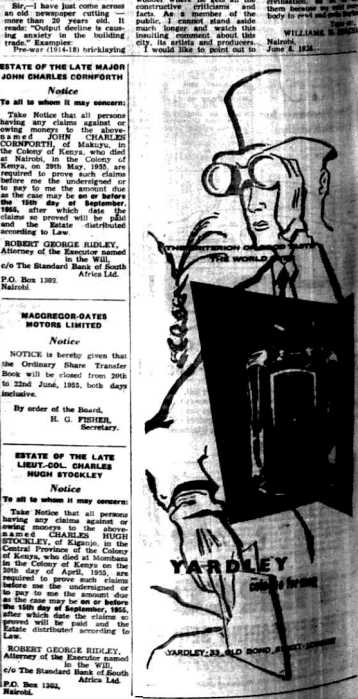 Sir,—I have just come across
an old newspaper cutting —
more than 20 years old. It
reads: "Output decline is caus-
ing anxiety in the building
trade." Examples:
Pre-war (1914-18) bricklaying
constructive criticisms and
facts. As a member of the
public, I cannot stand aside
much longer and watch this
insulting comment about this
city, its artists and producers.
I would like to point out to
Nairobi,
ESTATE OF THE LATE MAJOR
JOHN CHARLES CORNFORTH
Notice
To all to whom it may concern:
Take Notice that all persons
having any claims against or
owing moneys to the above-
named JOHN CHARLES
CORNFORTH, of Makuyu, in
the Colony of Kenya, who died
at Nairobi, in the Colony of
Kenya, on 29th May, 1955, are
required to prove such claims
before me the undersigned or
to pay to me the amount due
as the case may be on or before
the 15th day of September,
1955, after which date the
claims so proved will be paid
and the Estate distributed
according to Law.
ROBERT GEORGE RIDLEY,
Attorney of the Executor named
in the Will,
c/o The Standard Bank of South
Africa Ltd.
P.O. Box 1302,
Nairobi.
MACGREGOR-OATES
MOTORS LIMITED
Notice
NOTICE is hereby given that
the Ordinary Share Transfer
Book will be closed from 20th
to 22nd June, 1955, both days
inclusive.
By order of the Board,
H. G. FISHER,
Secretary.
ESTATE OF THE LATE
LIEUT.-COL. CHARLES
HUGH STOCKLEY
Notice
To all to whom it may concern:
Take Notice that all persons
having any claims against or
owing moneys to the above-
named CHARLES HUGH
STOCKLEY, of Kiganjo, in the
Central Province of the Colony
of Kenya, who died at Mombasa
in the Colony of Kenya on the
30th day of April, 1955, are
required to prove such claims
before me the undersigned or
to pay to me the amount due
as the case may be on or before
the 15th day of September, 1955,
after which date the claims so
proved will be paid and the
Estate distributed according to
Law.
ROBERT GEORGE RIDLEY,
Attorney of the Executor named
in the Will,
c/o The Standard Bank of South
Africa Ltd.
P.O. Box 1302,
Nairobi.
THE CRITERION OF GOOD TASTE
THE WORLD
YARDLEY
YARDLEY · 33 OLD BOND STREET · LONDON